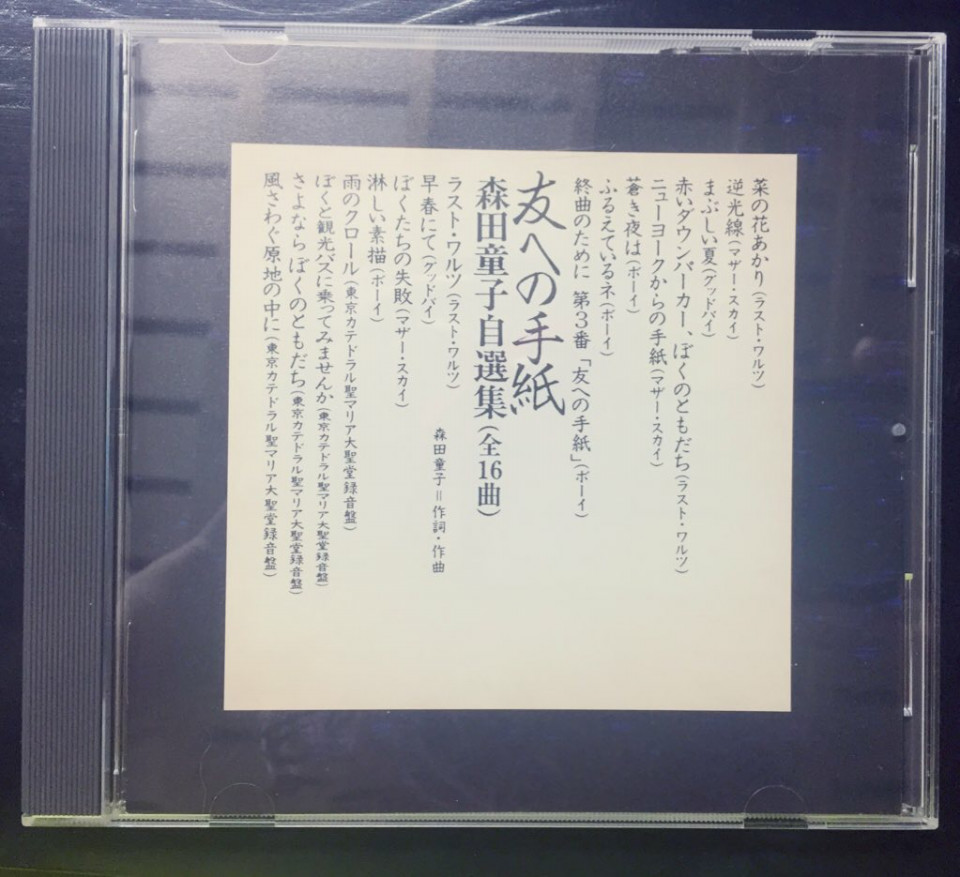 菜の花あかり(ラスト・ワルツ)
逆光線(マザー・スカイ)
まぶしい夏(グッドバイ)
赤いダウンパーカー、ぼくのともだち(ラスト・ワルツ)
ニューヨークからの手紙(マザー・スカイ)
蒼き夜は(ボーイ)
ふるえているネ(ボーイ)
終曲のために 第3番「友への手紙」(ボーイ)
友への手紙
森田童子自選集(全16曲)
ラスト・ワルツ(ラスト・ワルツ)
森田童子=作詞・作曲
早春にて(グッドバイ)
ぼくたちの失敗(マザー・スカイ)
淋しい素描(ボーイ)
雨のクロール(東京カテドラル聖マリア大聖堂録音盤)
ぼくと観光バスに乗ってみませんか(東京カテドラル聖マリア大聖堂録音盤)
さよなら ぼくのともだち(東京カテドラル聖マリア大聖堂録音盤)
風さわぐ原地の中に(東京カテドラル聖マリア大聖堂録音盤)